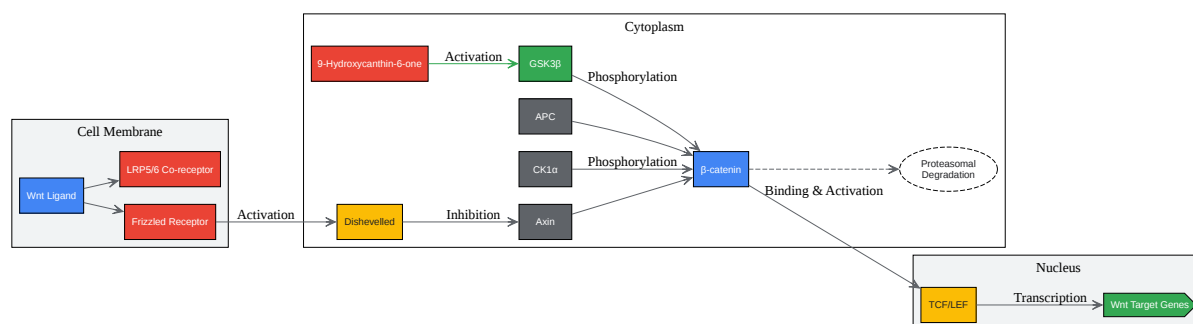 Cytoplasm
9-Hydroxycanthin-6-one
Activation
GSK3β
Phosphorylation
APC
Cell Membrane
LRP5/6 Co-receptor
CK1α
Phosphorylation
β-catenin
Proteasomal
Degradation
Wnt Ligand
Binding & Activation
Frizzled Receptor
Activation
Dishevelled
Inhibition
Axin
Nucleus
TCF/LEF
Transcription
Wnt Target Genes